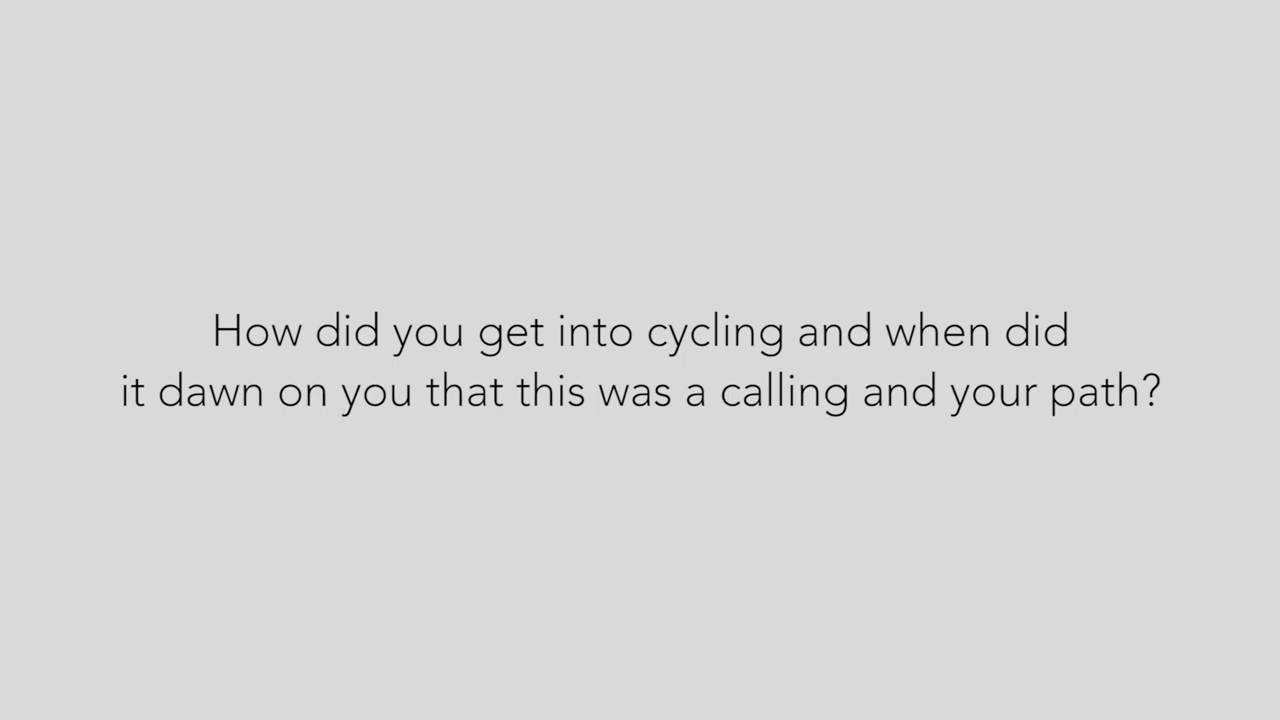 How did you get into cycling and when did
it dawn on you that this was a calling and your path?